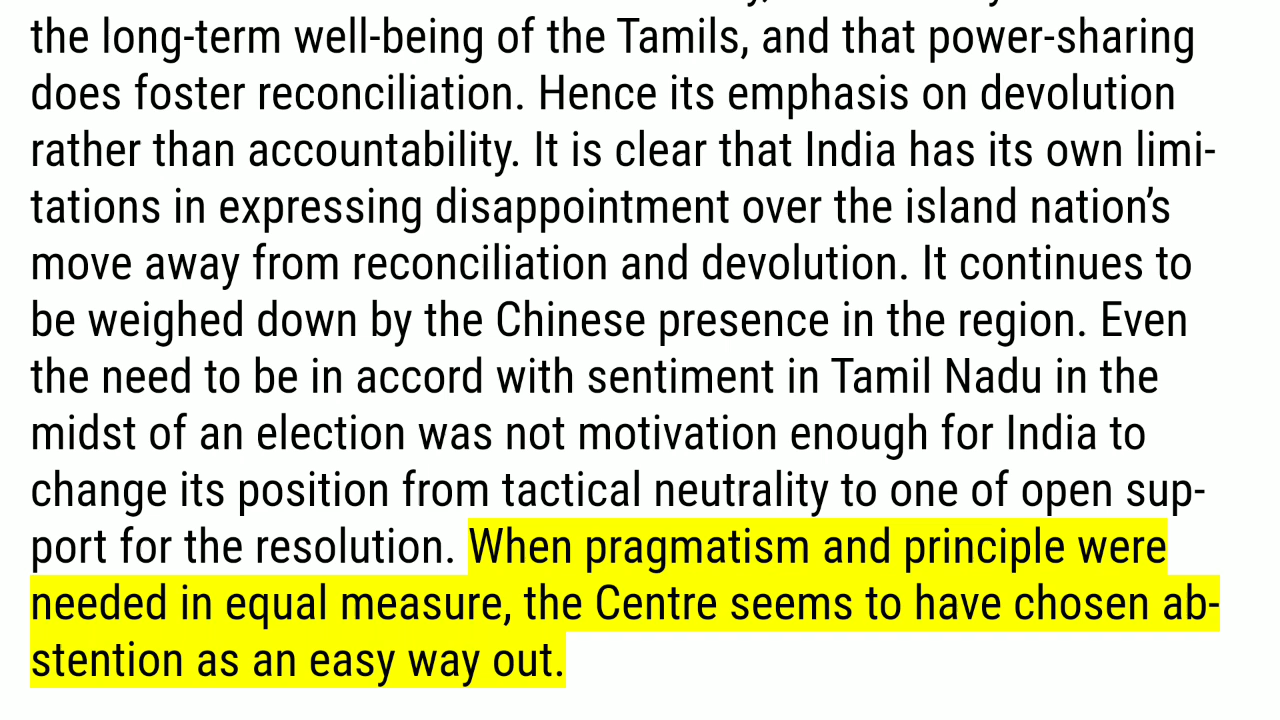 the long-term well-being of the Tamils, and that power-sharing
does foster reconciliation. Hence its emphasis on devolution
rather than accountability. It is clear that India has its own limi-
tations in expressing disappointment over the island nation’s
move away from reconciliation and devolution. It continues to
be weighed down by the Chinese presence in the region. Even
the need to be in accord with sentiment in Tamil Nadu in the
midst of an election was not motivation enough for India to
change its position from tactical neutrality to one of open sup-
port for the resolution. When pragmatism and principle were
needed in equal measure, the Centre seems to have chosen ab-
stention as an easy way out.